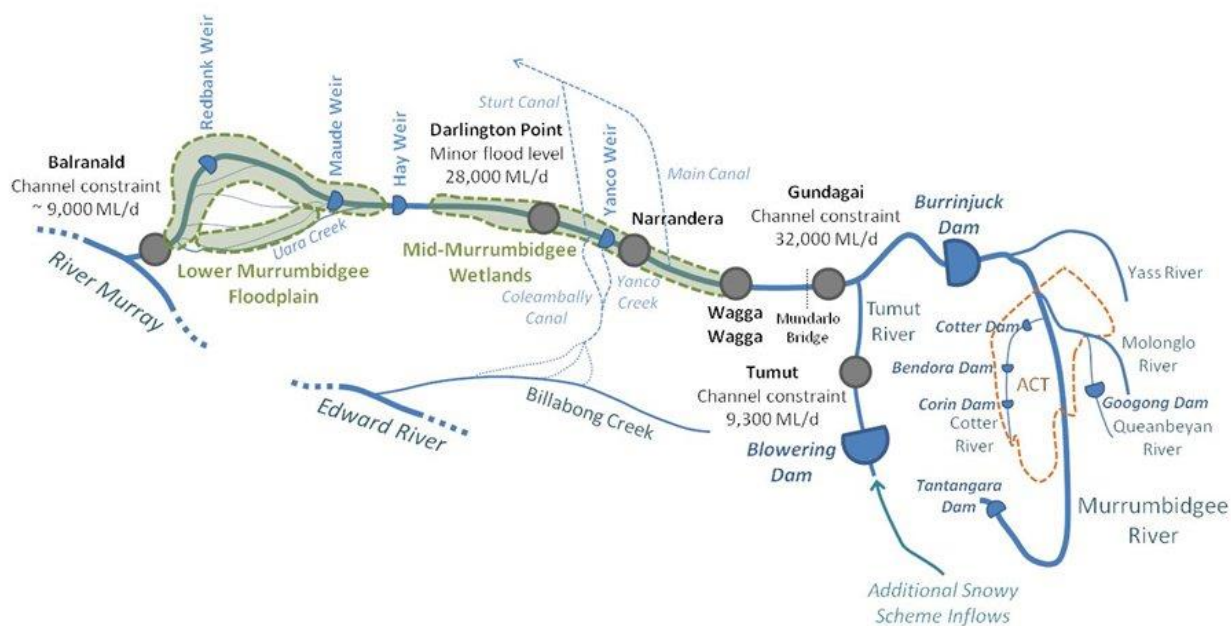 Redbank Weir
Maude Weir
Hay Weir
Sturt Canal
Yanco Weir
Main Canal
Balranald
Channel constraint
~ 9,000 ML/d
Darlington Point
Minor flood level
28,000 ML/d
Narrandera
Gundagai
Channel constraint
32,000 ML/d
Burrinjuck
Dam
Yass River
River Murray
Uara Creek
Lower Murrumbidgee
Floodplain
Mid-Murrumbidgee
Wetlands
Coleambally
Canal
Yanco
Creek
Wagga
Wagga
Mundarlo
Bridge
Tumut
River
Cotter Dam
Molonglo
River
Bendora Dam
ACT
Corin Dam
Cotter
River
Googong Dam
Queanbeyan
River
Edward River
Billabong Creek
Tumut
Channel constraint
9,300 ML/d
Blowering
Dam
Tantangara
Dam
Murrumbidgee
River
Additional Snowy
Scheme Inflows